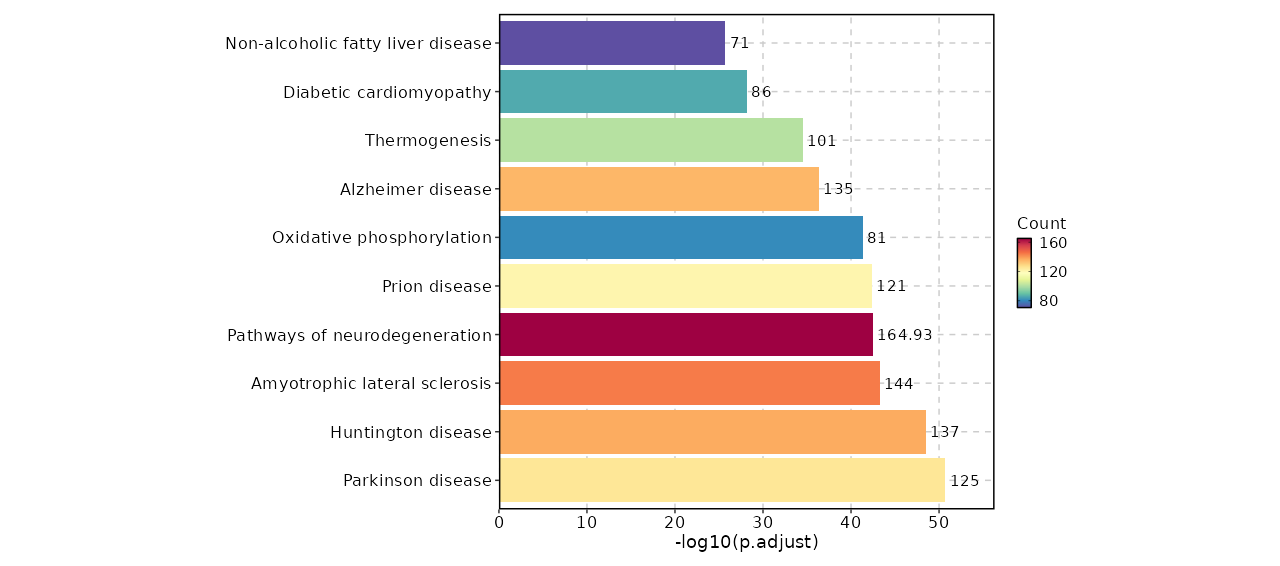 Non-alcoholic fatty liver disease 71
Diabetic cardiomyopathy 86
Thermogenesis 101
Alzheimer disease 135
Oxidative phosphorylation 81
Prion disease 121
Pathways of neurodegeneration 164.93
Amyotrophic lateral sclerosis 144
Huntington disease 137
Parkinson disease 125
0 10 20 30 40 50
-log10(p.adjust)
Count
160
120
80